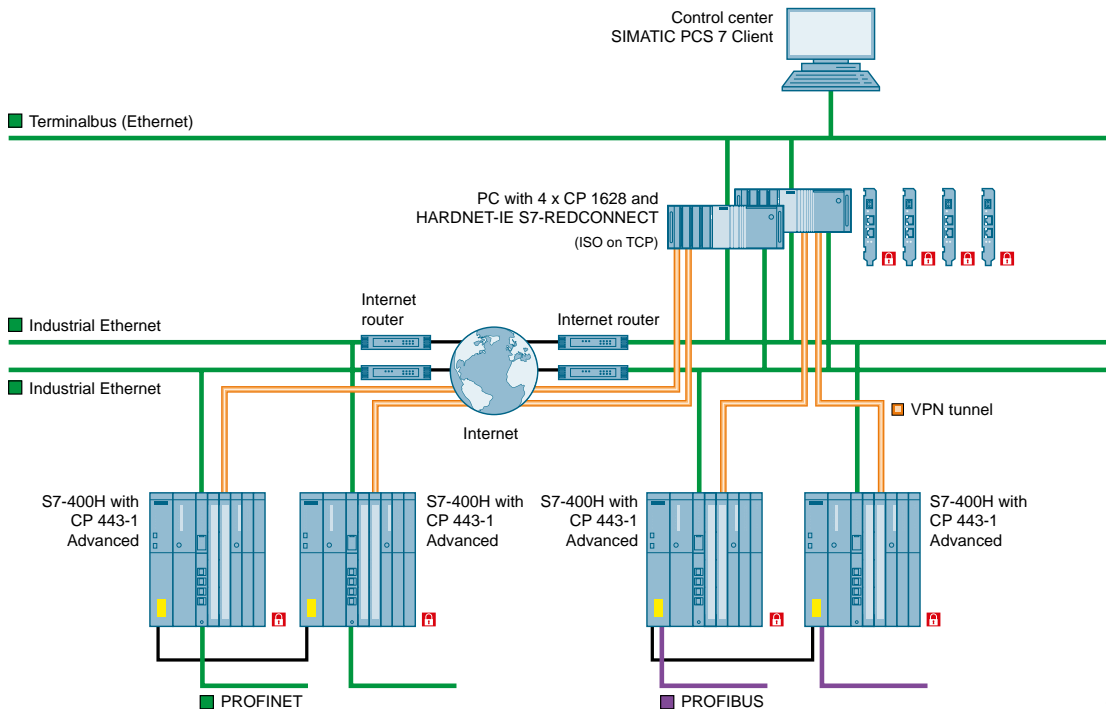 Control center
SIMATIC PCS 7 Client
Terminalbus (Ethernet)
PC with 4 x CP 1628 and
HARDNET-IE S7-REDCONNECT
(ISO on TCP)
Internet
router
Industrial Ethernet
Internet router
Industrial Ethernet
VPN tunnel
Internet
S7-400H with
CP 443-1
Advanced
S7-400H with
CP 443-1
Advanced
S7-400H with
CP 443-1
Advanced
S7-400H with
CP 443-1
Advanced
PROFINET
PROFIBUS